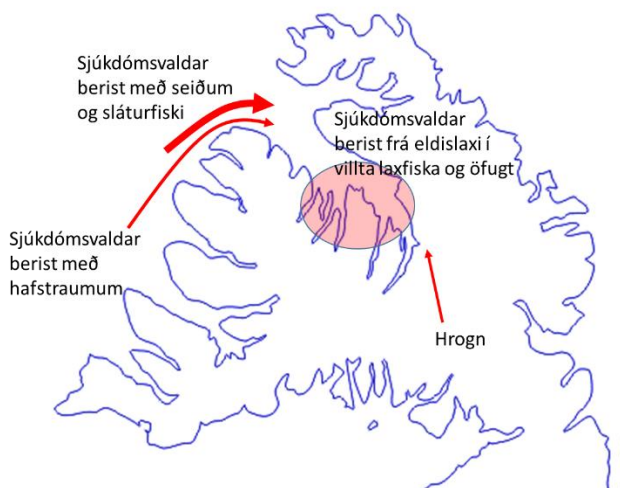 Sjúkdómsvaldar
berist með seiðum
og sláturfiski
Sjúkdómsvaldar
berist frá eldislaxi í
villta laxfiska og öfugt
Sjúkdómsvaldar
berist með
hafstraumum
Hrogn